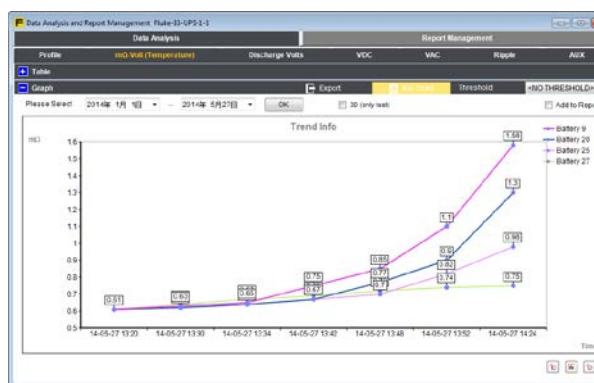 Data Analysis and Report Management Fluke-03-UPS-1-1
Data Analysis Report Management
Profile mΩ-Volt (Temperature) Discharge Volts VDC VAC Ripple AUX
Table
Graph Export Threshold <NO THRESHOLD>
Please Select 2014年 1月 1日 – 2014年 5月27日 OK 3D (only last) Add to Repo
Trend Info
mΩ
Battery 9
Battery 20
Battery 25
Battery 27
1.6
1.5
1.4
1.3
1.2
1.1
1
0.9
0.8
0.7
0.6
0.5
1.58
1.3
1.1
0.98
0.9
0.85
0.82
0.77
0.75
0.75
0.74
0.67
0.65
0.63
0.61
14-05-27 13:20 14-05-27 13:30 14-05-27 13:34 14-05-27 13:42 14-05-27 13:48 14-05-27 13:52 14-05-27 14:24
Time